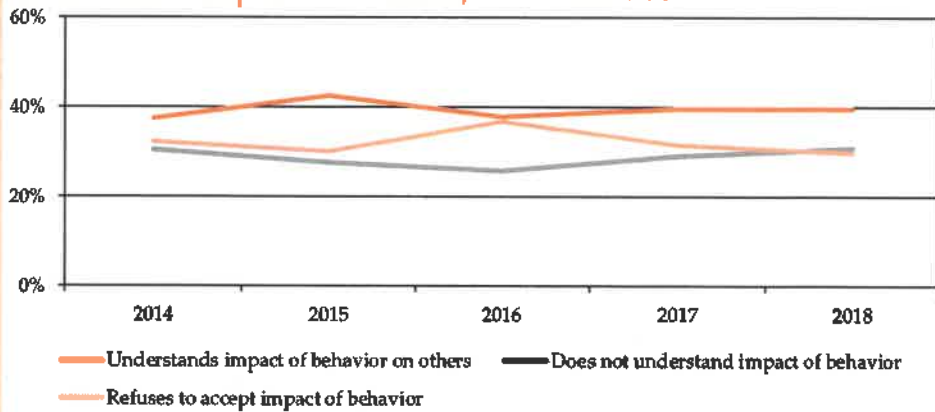 60%
40%
20%
0%
2014 2015 2016 2017 2018
Understands impact of behavior on others Does not understand impact of behavior
Refuses to accept impact of behavior